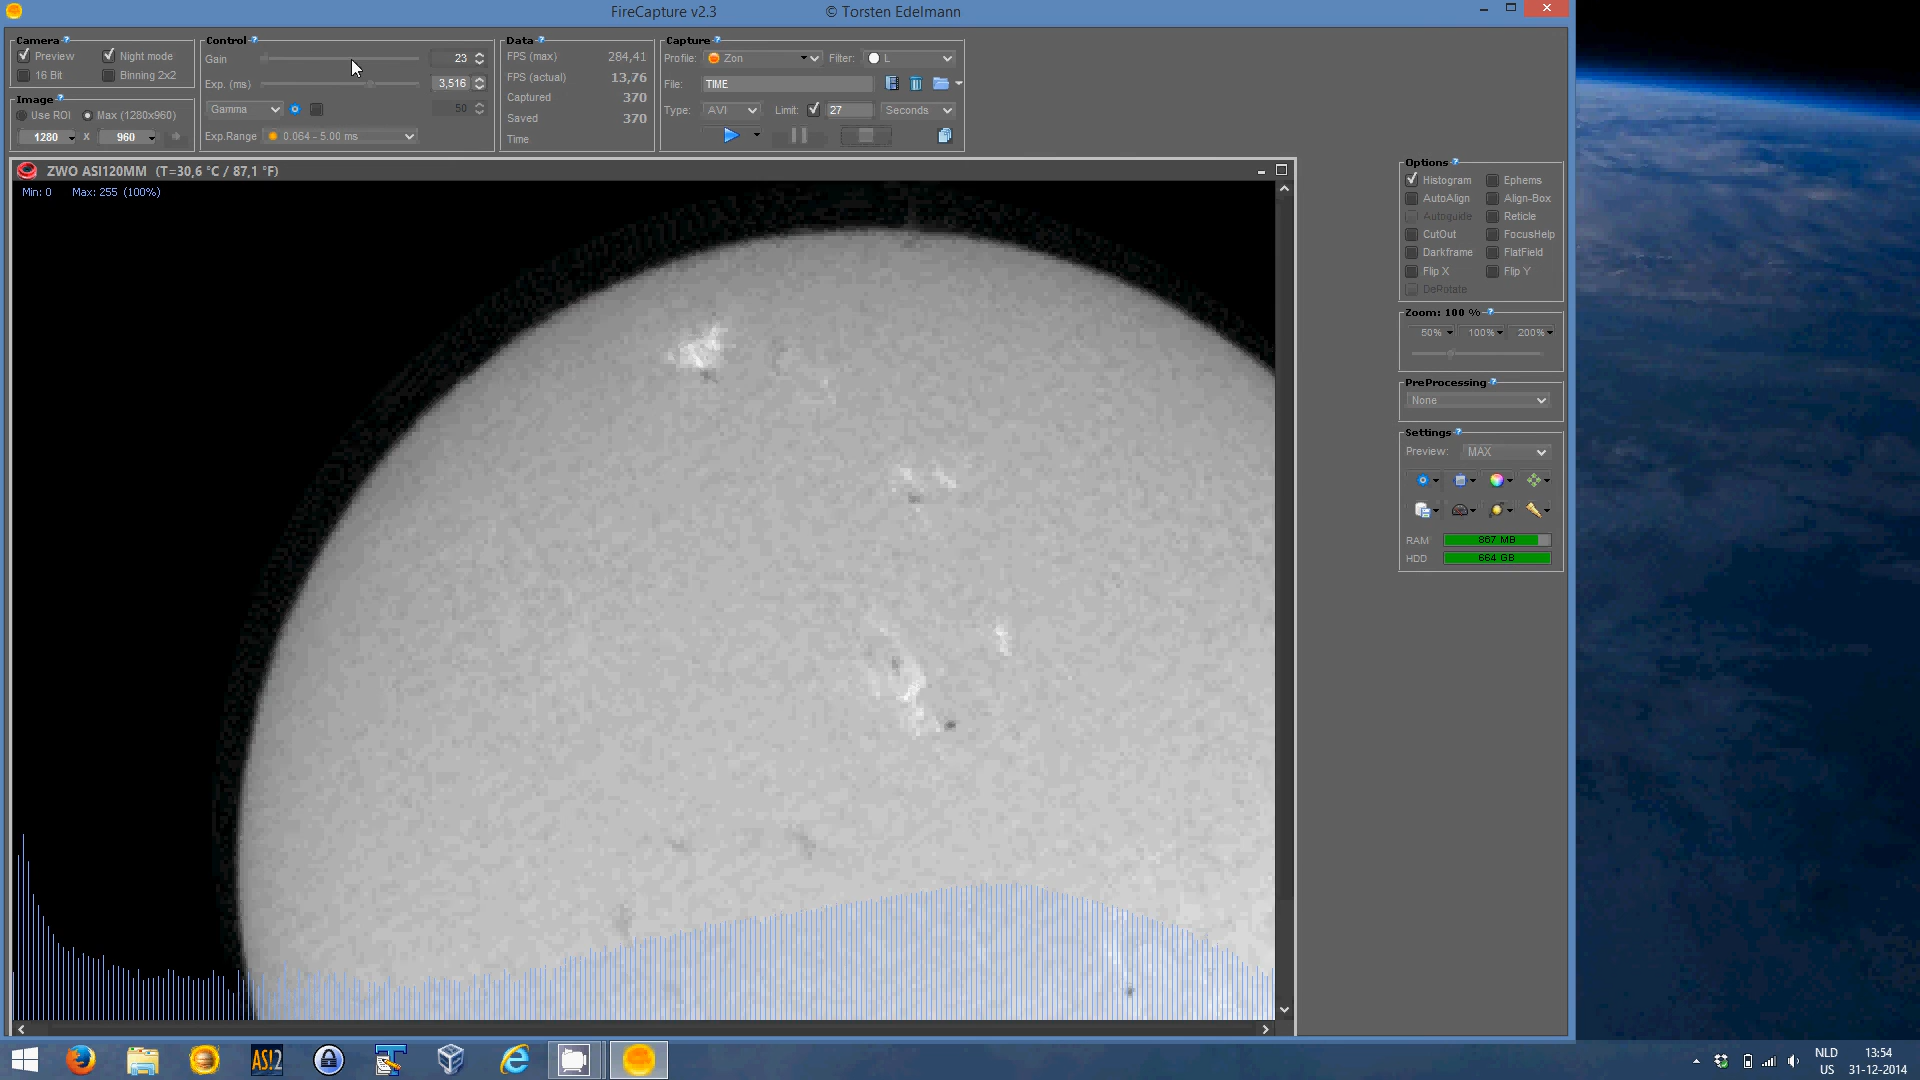 FireCapture v2.3 © Torsten Edelmann
Camera ?
Preview Night mode
16 Bit Binning 2x2
Image ?
Use ROI Max (1280x960)
1280 x 960
Control ?
Gain 23
Exp. (ms) 3,516
Gamma 50
Exp.Range 0.064 - 5.00 ms
Data ?
FPS (max) 284,41
FPS (actual) 13,76
Captured 370
Saved 370
Time
Capture ?
Profile: Zon Filter: L
File: TIME
Type: AVI Limit: 27 Seconds
ZWO ASI120MM (T=30,6 °C / 87,1 °F)
Min: 0 Max: 255 (100%)
Options ?
Histogram Ephems
AutoAlign Align-Box
Autoguide Reticle
CutOut FocusHelp
Darkframe FlatField
Flip X Flip Y
DeRotate
Zoom: 100 % ?
50% 100% 200%
PreProcessing ?
None
Settings ?
Preview: MAX
RAM 867 MB
HDD 664 GB
AS!2
NLD 13:54
US 31-12-2014